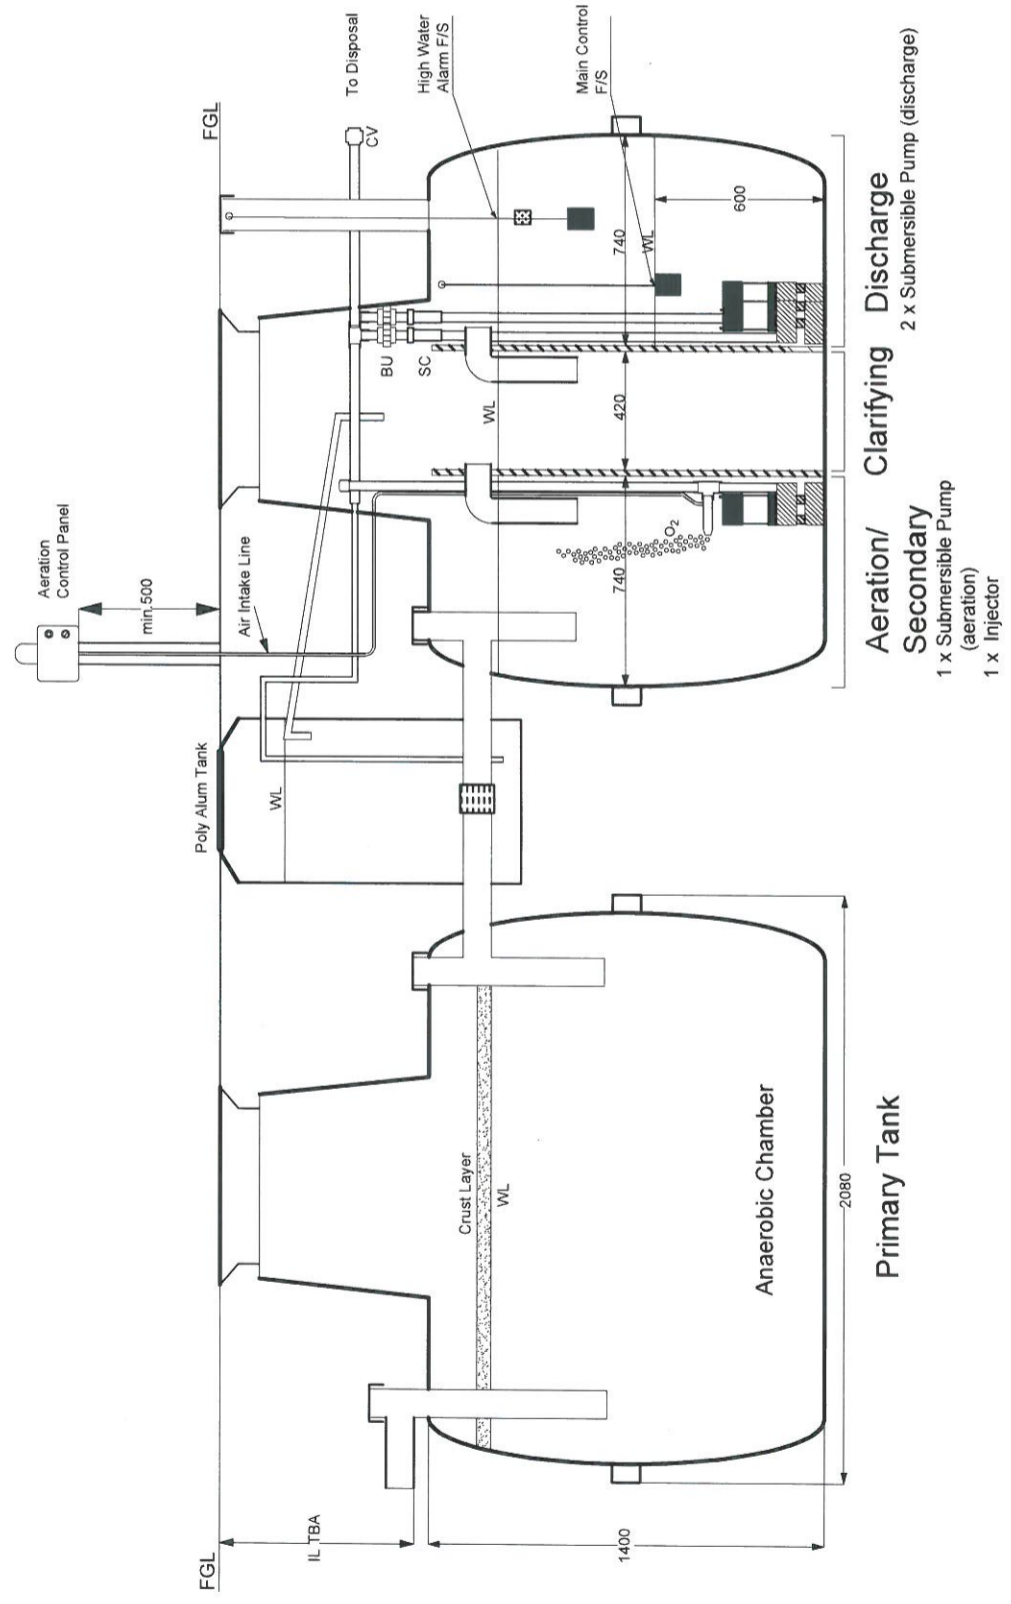 FGL
IL TBA
1400
Crust Layer
WL
Anaerobic Chamber
2080
Primary Tank
Poly Alum Tank
WL
Aeration
Control Panel
min.500
Air Intake Line
FGL
To Disposal
CV
High Water
Alarm F/S
Main Control
F/S
BU
SC
WL
O2
740
420
740
WL
600
Aeration/
Secondary
1 x Submersible Pump
(aeration)
1 x Injector
Clarifying
Discharge
2 x Submersible Pump (discharge)